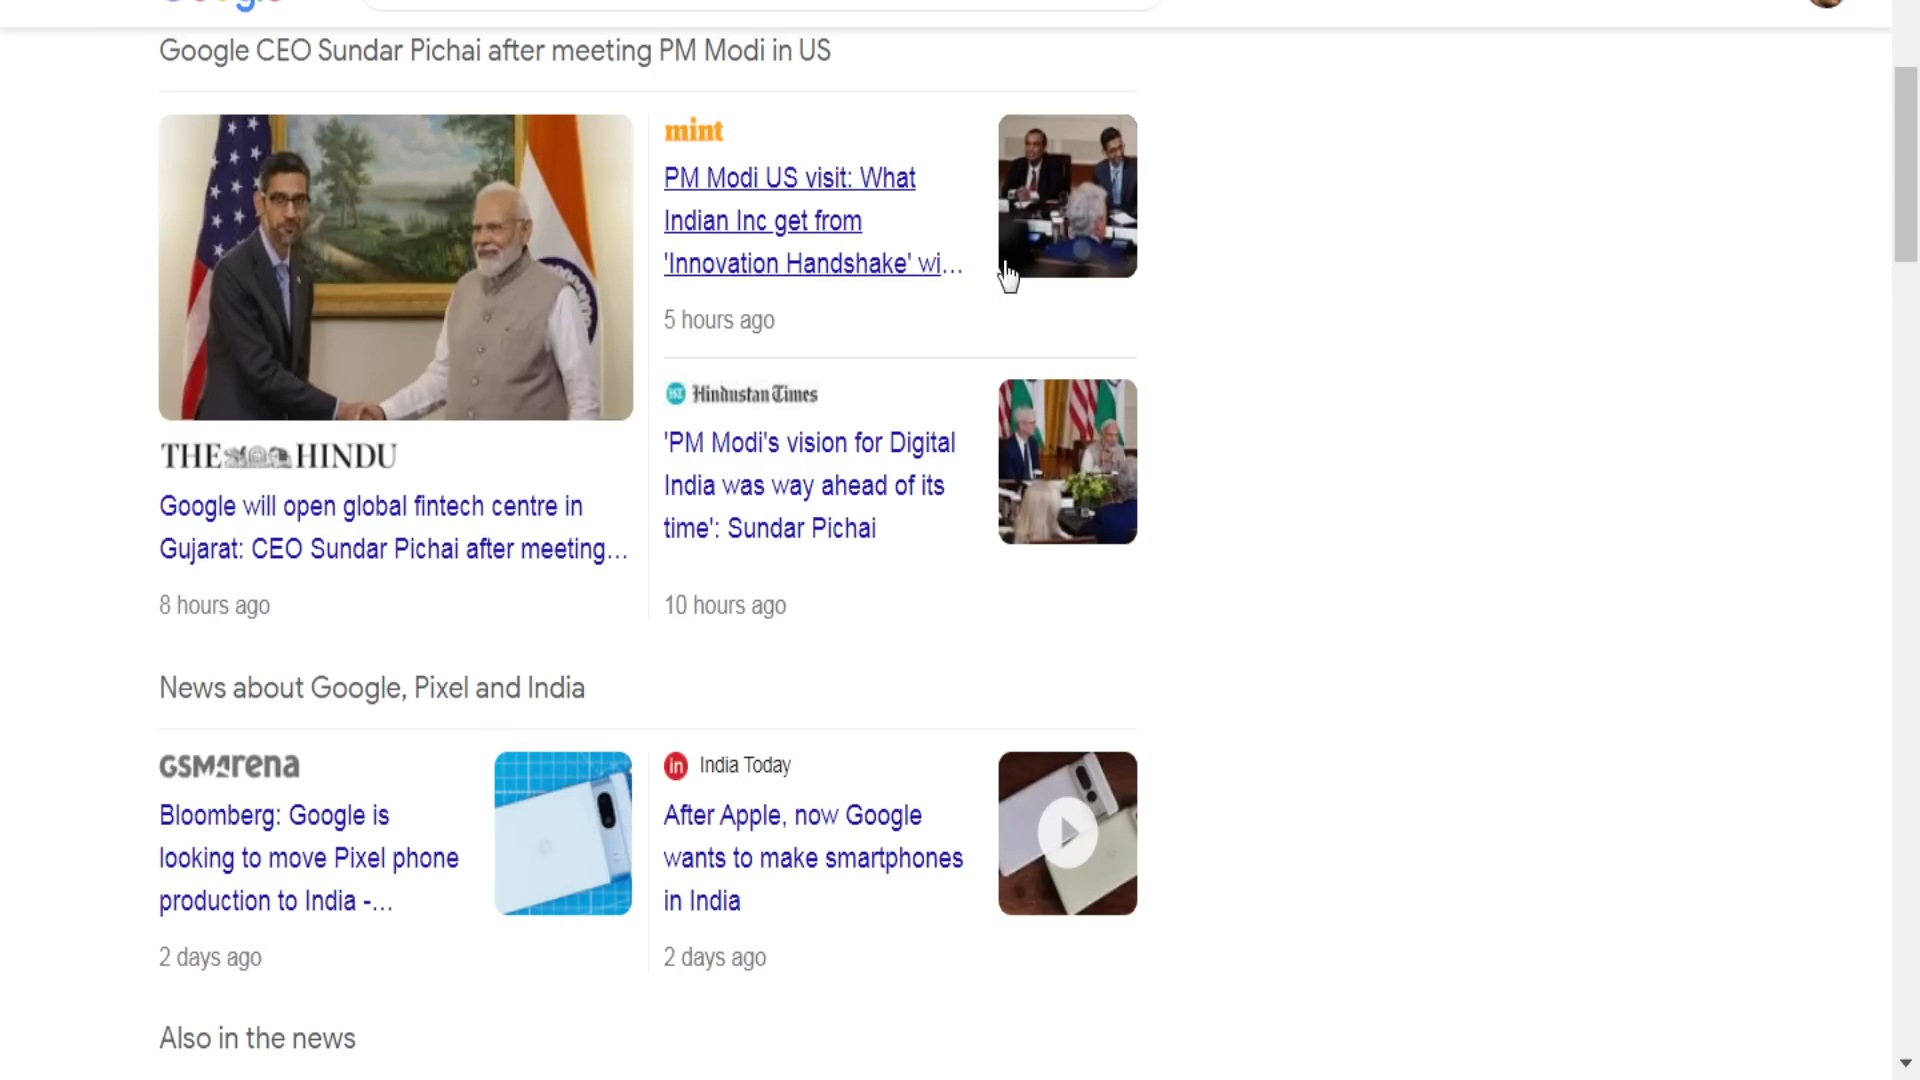 Google CEO Sundar Pichai after meeting PM Modi in US
THE HINDU
Google will open global fintech centre in
Gujarat: CEO Sundar Pichai after meeting...
8 hours ago
mint
PM Modi US visit: What
Indian Inc get from
'Innovation Handshake' wi...
5 hours ago
Hindustan Times
'PM Modi's vision for Digital
India was way ahead of its
time': Sundar Pichai
10 hours ago
News about Google, Pixel and India
GSMArena
Bloomberg: Google is
looking to move Pixel phone
production to India -...
2 days ago
in India Today
After Apple, now Google
wants to make smartphones
in India
2 days ago
Also in the news